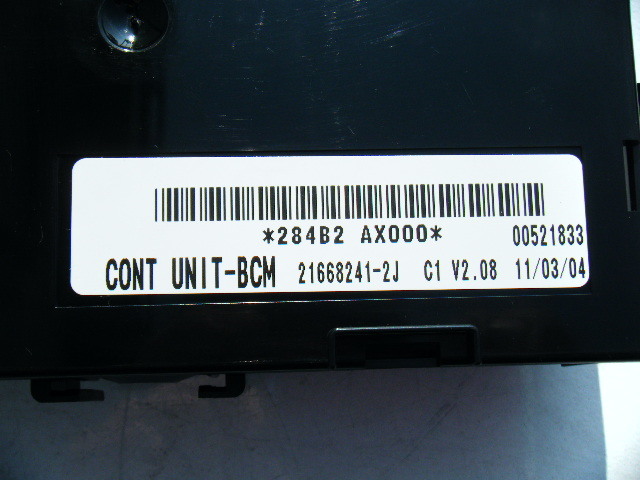 *284B2 AX000* 00521833
CONT UNIT-BCM 21668241-2J C1 V2.08 11/03/04